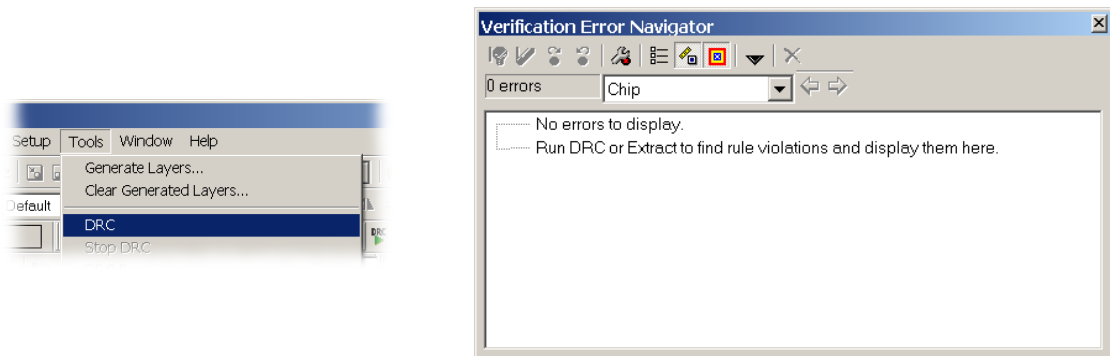 Setup Tools Window Help
Generate Layers...
Clear Generated Layers...
Default
DRC
DRC
Stop DRC
Verification Error Navigator
0 errors
Chip
No errors to display.
Run DRC or Extract to find rule violations and display them here.